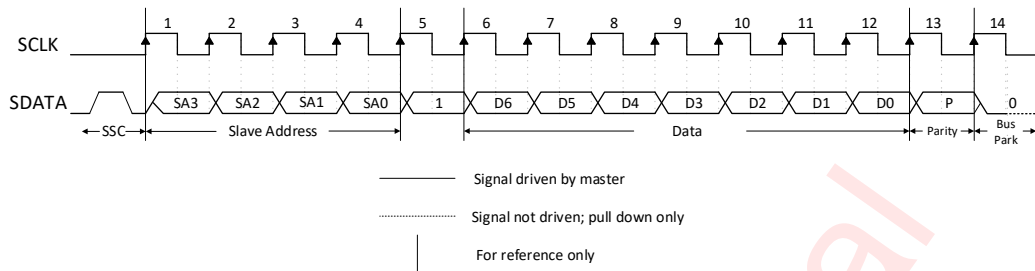 1 2 3 4 5 6 7 8 9 10 11 12 13 14
SCLK
SDATA
SA3 SA2 SA1 SA0 1 D6 D5 D4 D3 D2 D1 D0 P 0
SSC Slave Address Data Parity Bus Park
Signal driven by master
Signal not driven; pull down only
For reference only